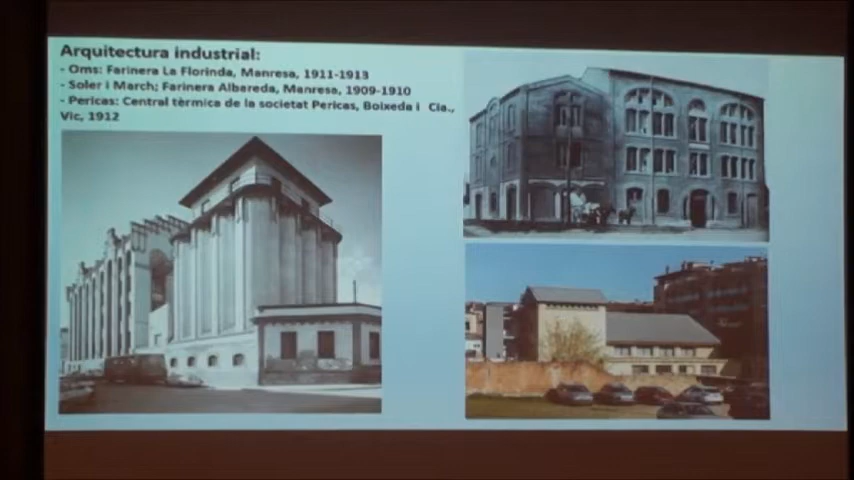 Arquitectura industrial:
- Oms: Farinera La Florinda, Manresa, 1911-1913
- Soler i March: Farinera Albareda, Manresa, 1909-1910
- Pericas: Central tèrmica de la societat Pericas, Boixeda i Cia.,
Vic, 1912